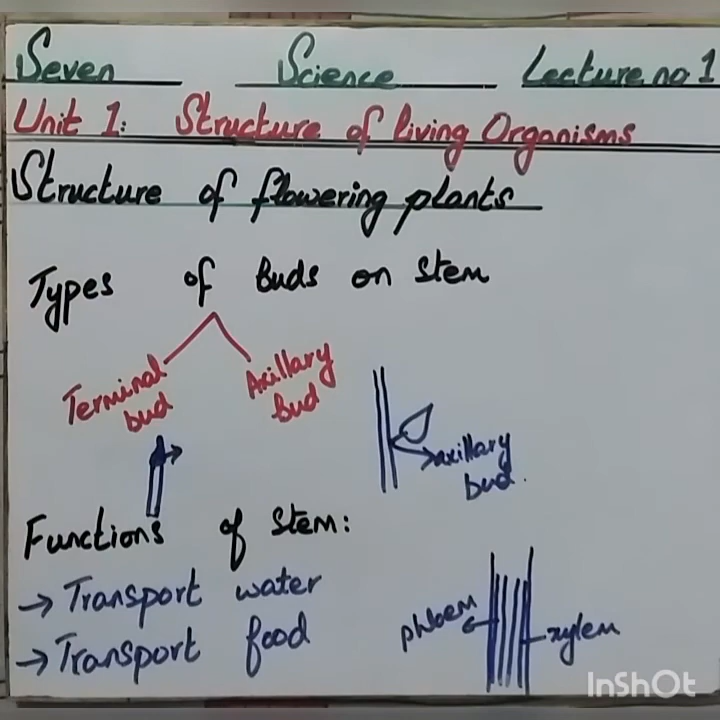 Seven Science Lecture no 1
Unit 1: Structure of living Organisms
Structure of flowering plants
Types of Buds on stem
Terminal bud
Axillary bud
axillary bud.
Functions of stem:
→ Transport water
→ Transport food
phloem
xylem
InShOt